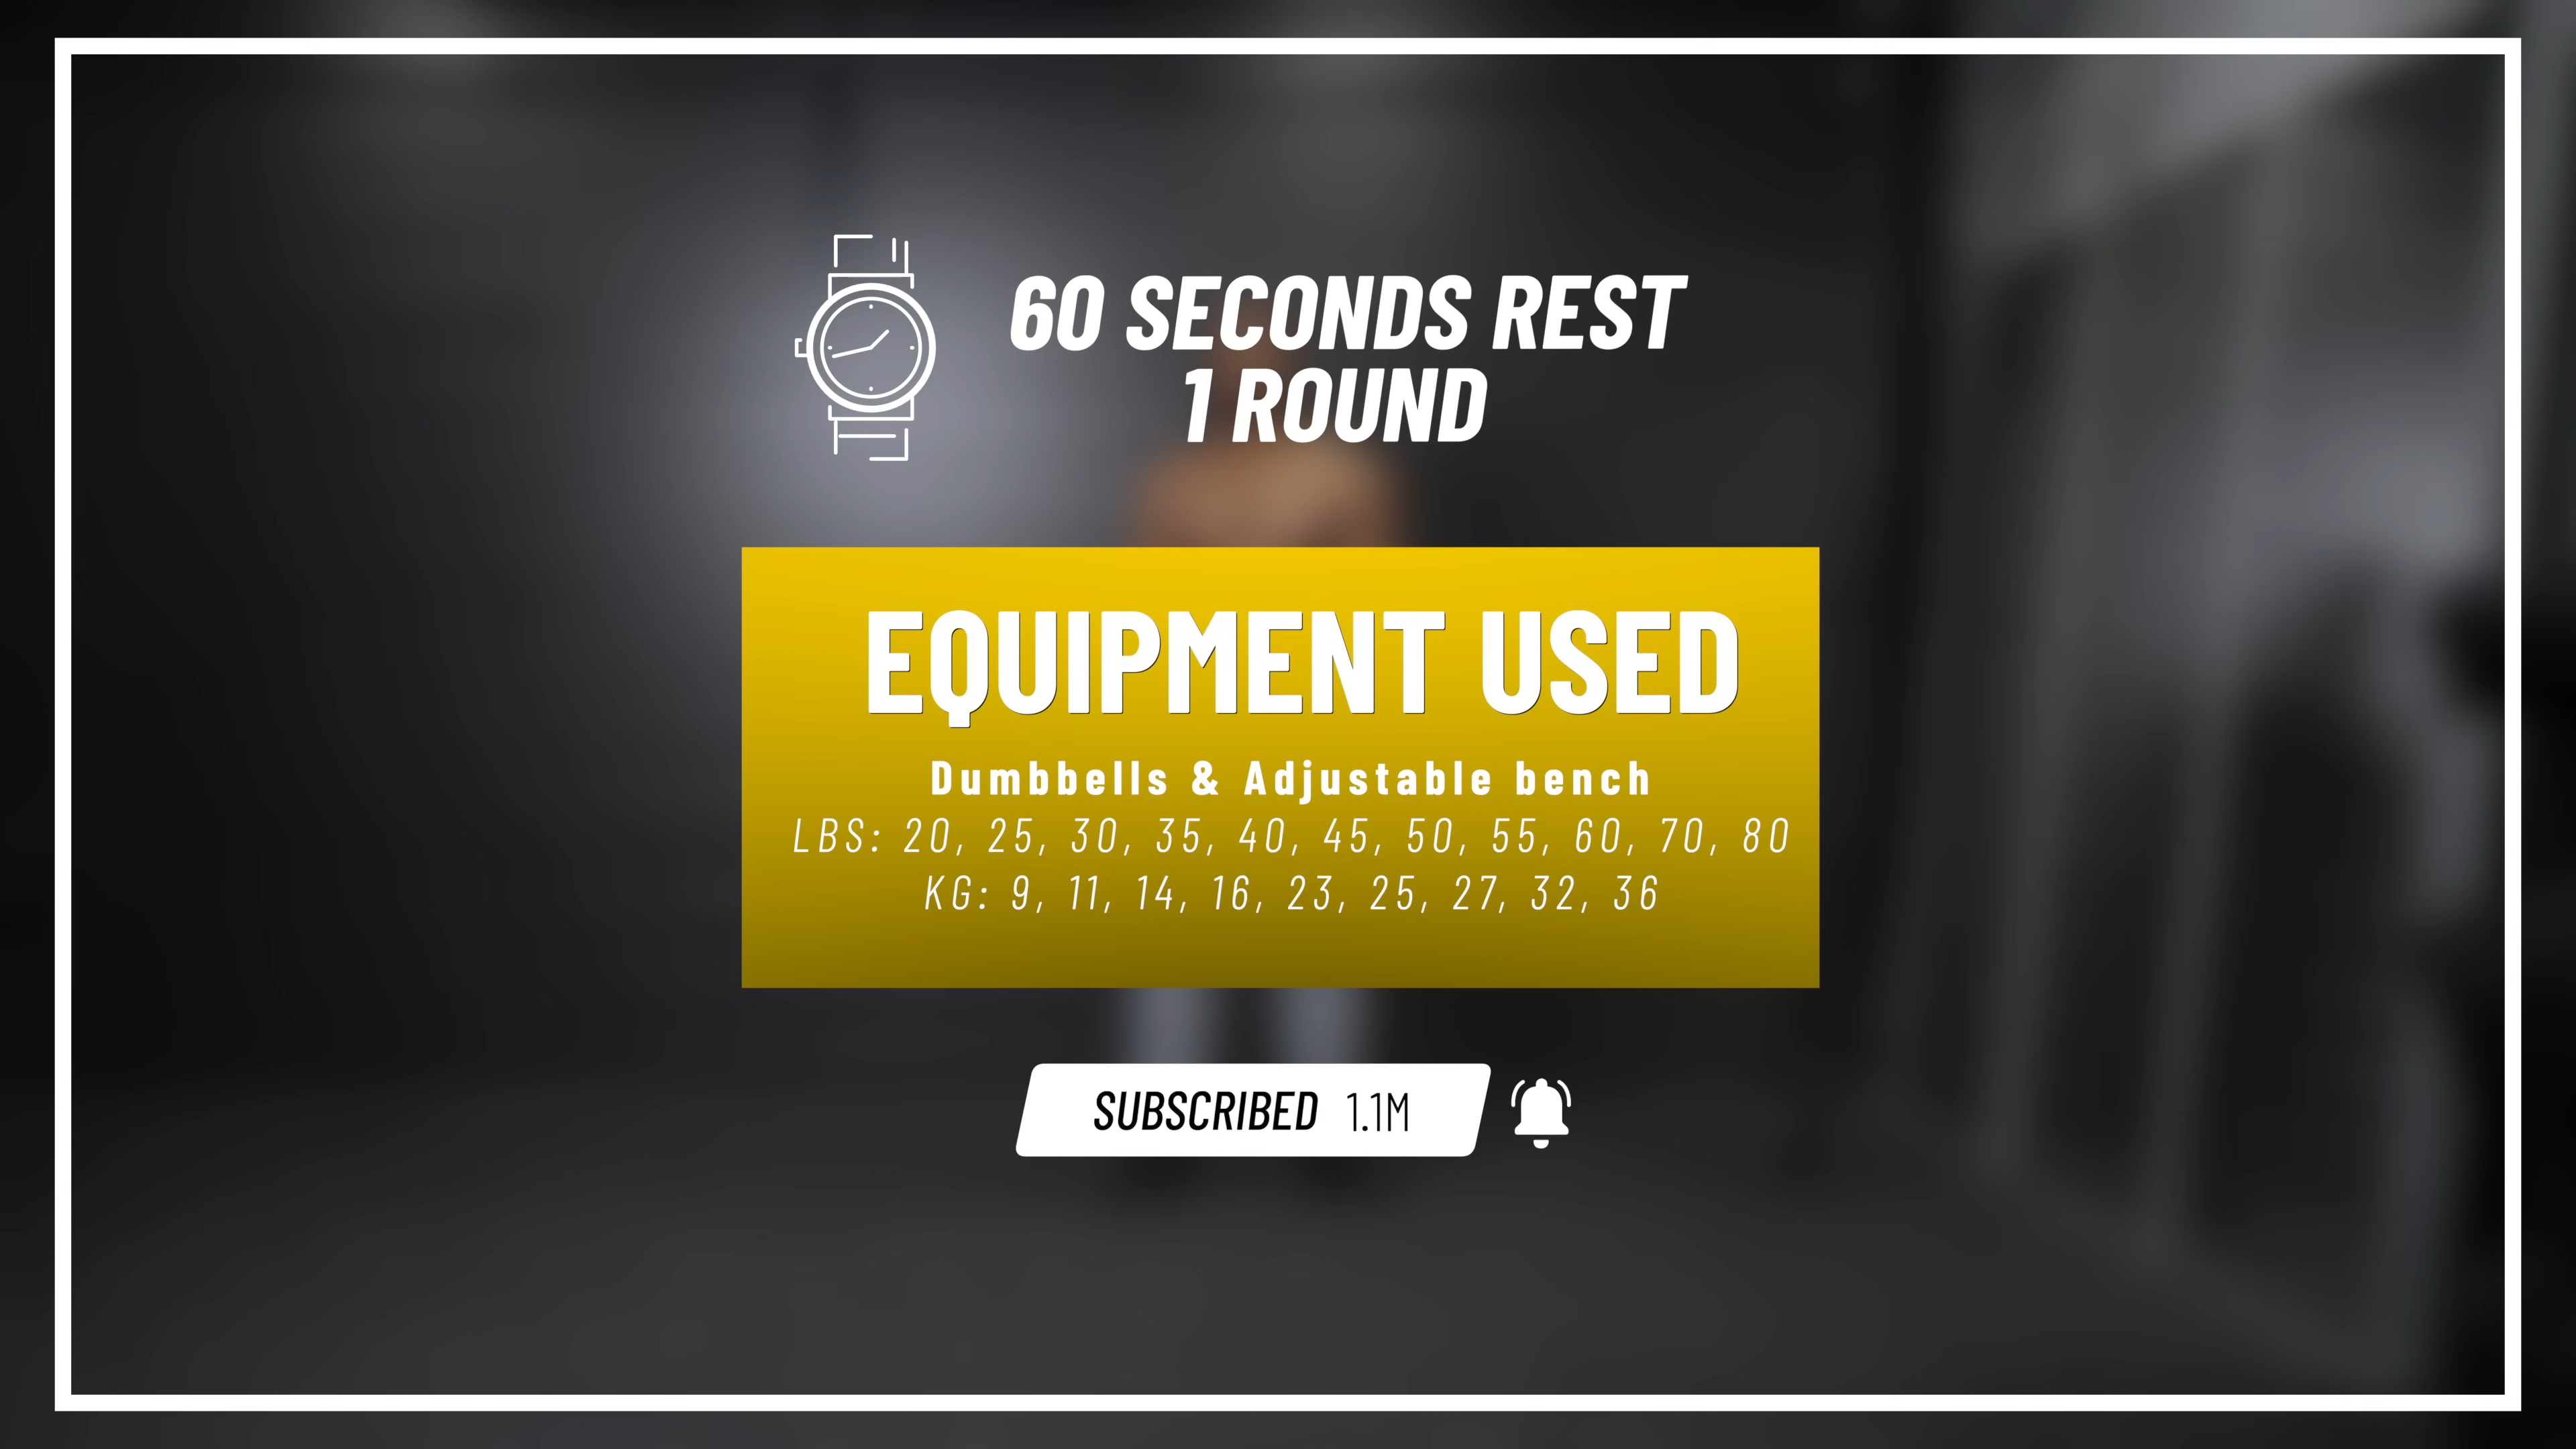 60 SECONDS REST
1 ROUND
EQUIPMENT USED
Dumbbells & Adjustable bench
LBS: 20, 25, 30, 35, 40, 45, 50, 55, 60, 70, 80
KG: 9, 11, 14, 16, 23, 25, 27, 32, 36
SUBSCRIBED 1.1M